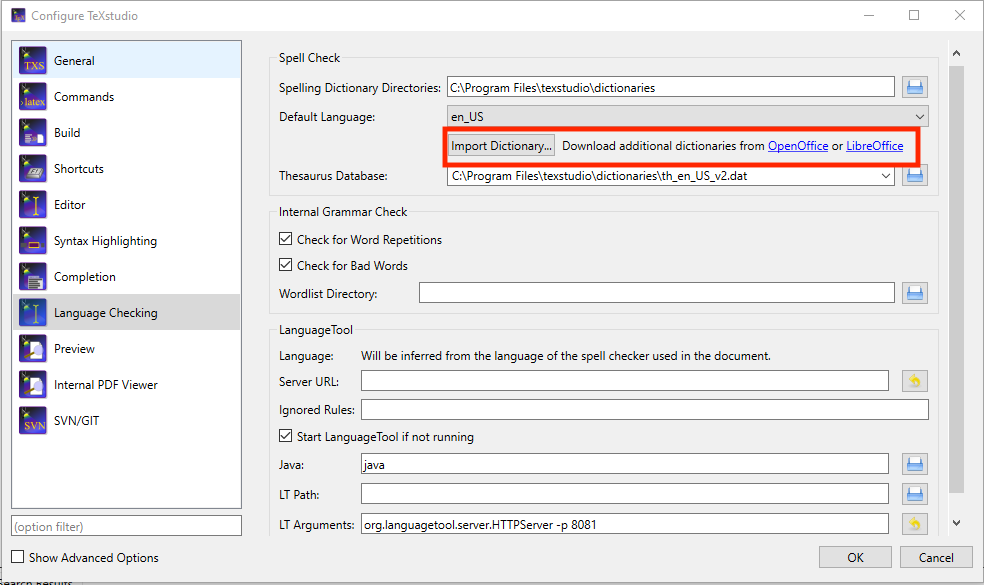 Configure TeXstudio
General
Commands
Build
Shortcuts
Editor
Syntax Highlighting
Completion
Language Checking
Preview
Internal PDF Viewer
SVN/GIT
(option filter)
Show Advanced Options
Spell Check
Spelling Dictionary Directories: C:\Program Files\texstudio\dictionaries
Default Language: en_US
Import Dictionary... Download additional dictionaries from OpenOffice or LibreOffice
Thesaurus Database: C:\Program Files\texstudio\dictionaries\th_en_US_v2.dat
Internal Grammar Check
Check for Word Repetitions
Check for Bad Words
Wordlist Directory:
LanguageTool
Language: Will be inferred from the language of the spell checker used in the document.
Server URL:
Ignored Rules:
Start LanguageTool if not running
Java: java
LT Path:
LT Arguments: org.languagetool.server.HTTPServer -p 8081
OK Cancel
Search Results